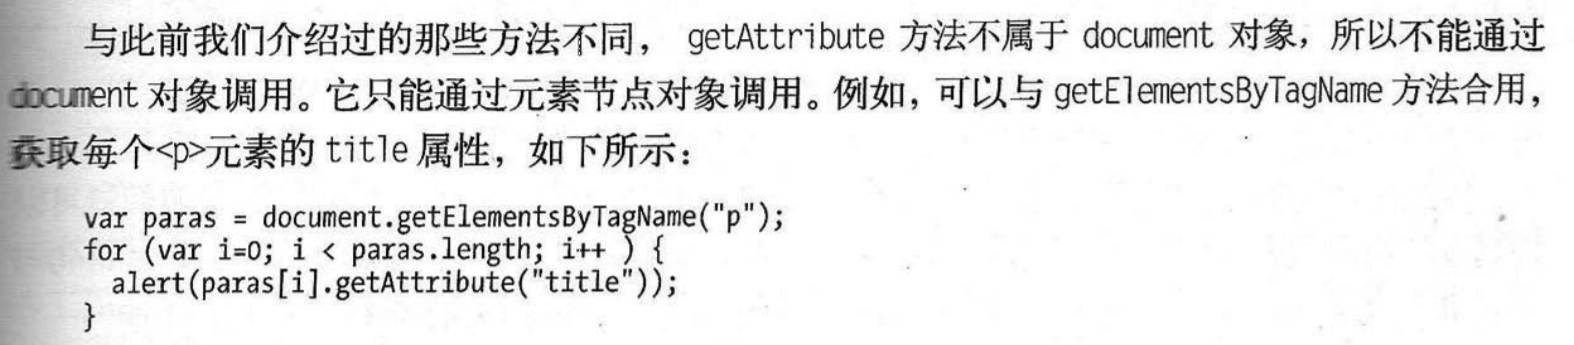 与此前我们介绍过的那些方法不同， getAttribute 方法不属于 document 对象，所以不能通过
document 对象调用。它只能通过元素节点对象调用。例如，可以与 getElementsByTagName 方法合用，
获取每个<p>元素的 title 属性，如下所示：
var paras = document.getElementsByTagName("p");
for (var i=0; i < paras.length; i++ ) {
  alert(paras[i].getAttribute("title"));
}